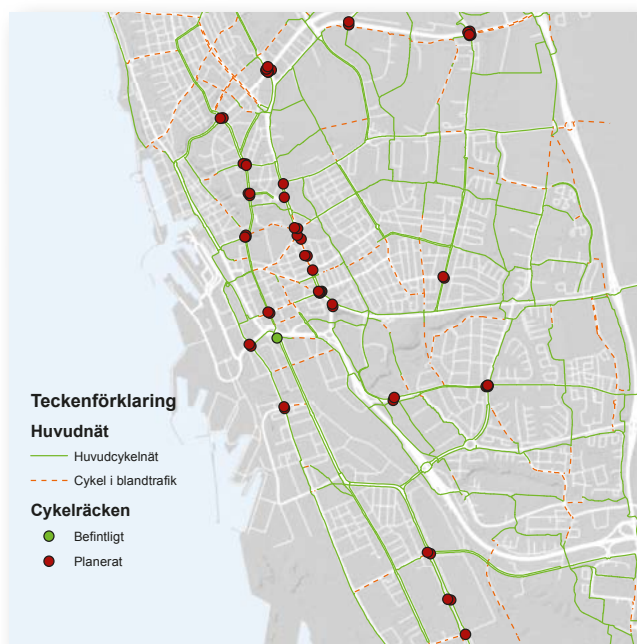 Teckenförklaring
Huvudnät
Huvudcykelnät
Cykel i blandtrafik
Cykelräcken
Befintligt
Planerat